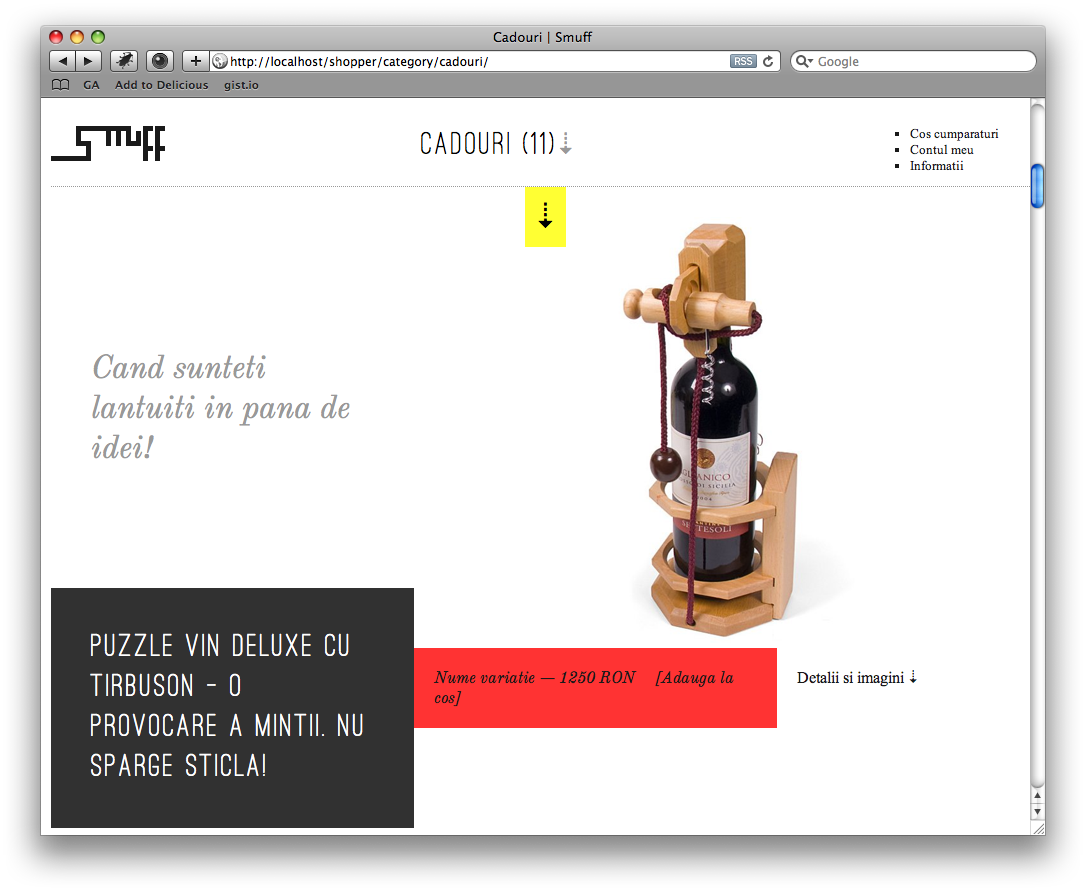 Cadouri | Smuff
http://localhost/shopper/category/cadouri/
RSS
Google
GA
Add to Delicious
gist.io
Smuff
CADOURI (11)
Cos cumparaturi
Contul meu
Informatii
Cand sunteti
lantuiti in pana de
idei!
PUZZLE VIN DELUXE CU
TIRBUSON - O
PROVOCARE A MINTII. NU
SPARGE STICLA!
Nume variatie — 1250 RON [Adauga la
cos]
Detalii si imagini